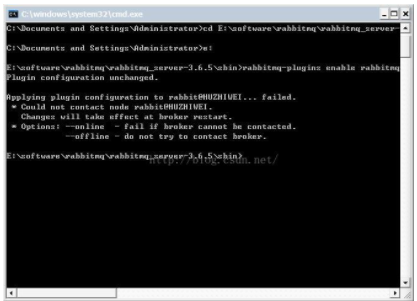 C:\windows\system32\cmd.exe
C:\Documents and Settings\Administrator>cd E:\software\rabbitmq\rabbitmq_server-
C:\Documents and Settings\Administrator>e:
E:\software\rabbitmq\rabbitmq_server-3.6.5\sbin>rabbitmq-plugins enable rabbitmq
Plugin configuration unchanged.
Applying plugin configuration to rabbit@HUZHIWEI... failed.
* Could not contact node rabbit@HUZHIWEI.
Changes will take effect at broker restart.
* Options: --online - fail if broker cannot be contacted.
--offline - do not try to contact broker.
E:\software\rabbitmq\rabbitmq_server-3.6.5\sbin>
http://blog.csdn.net/